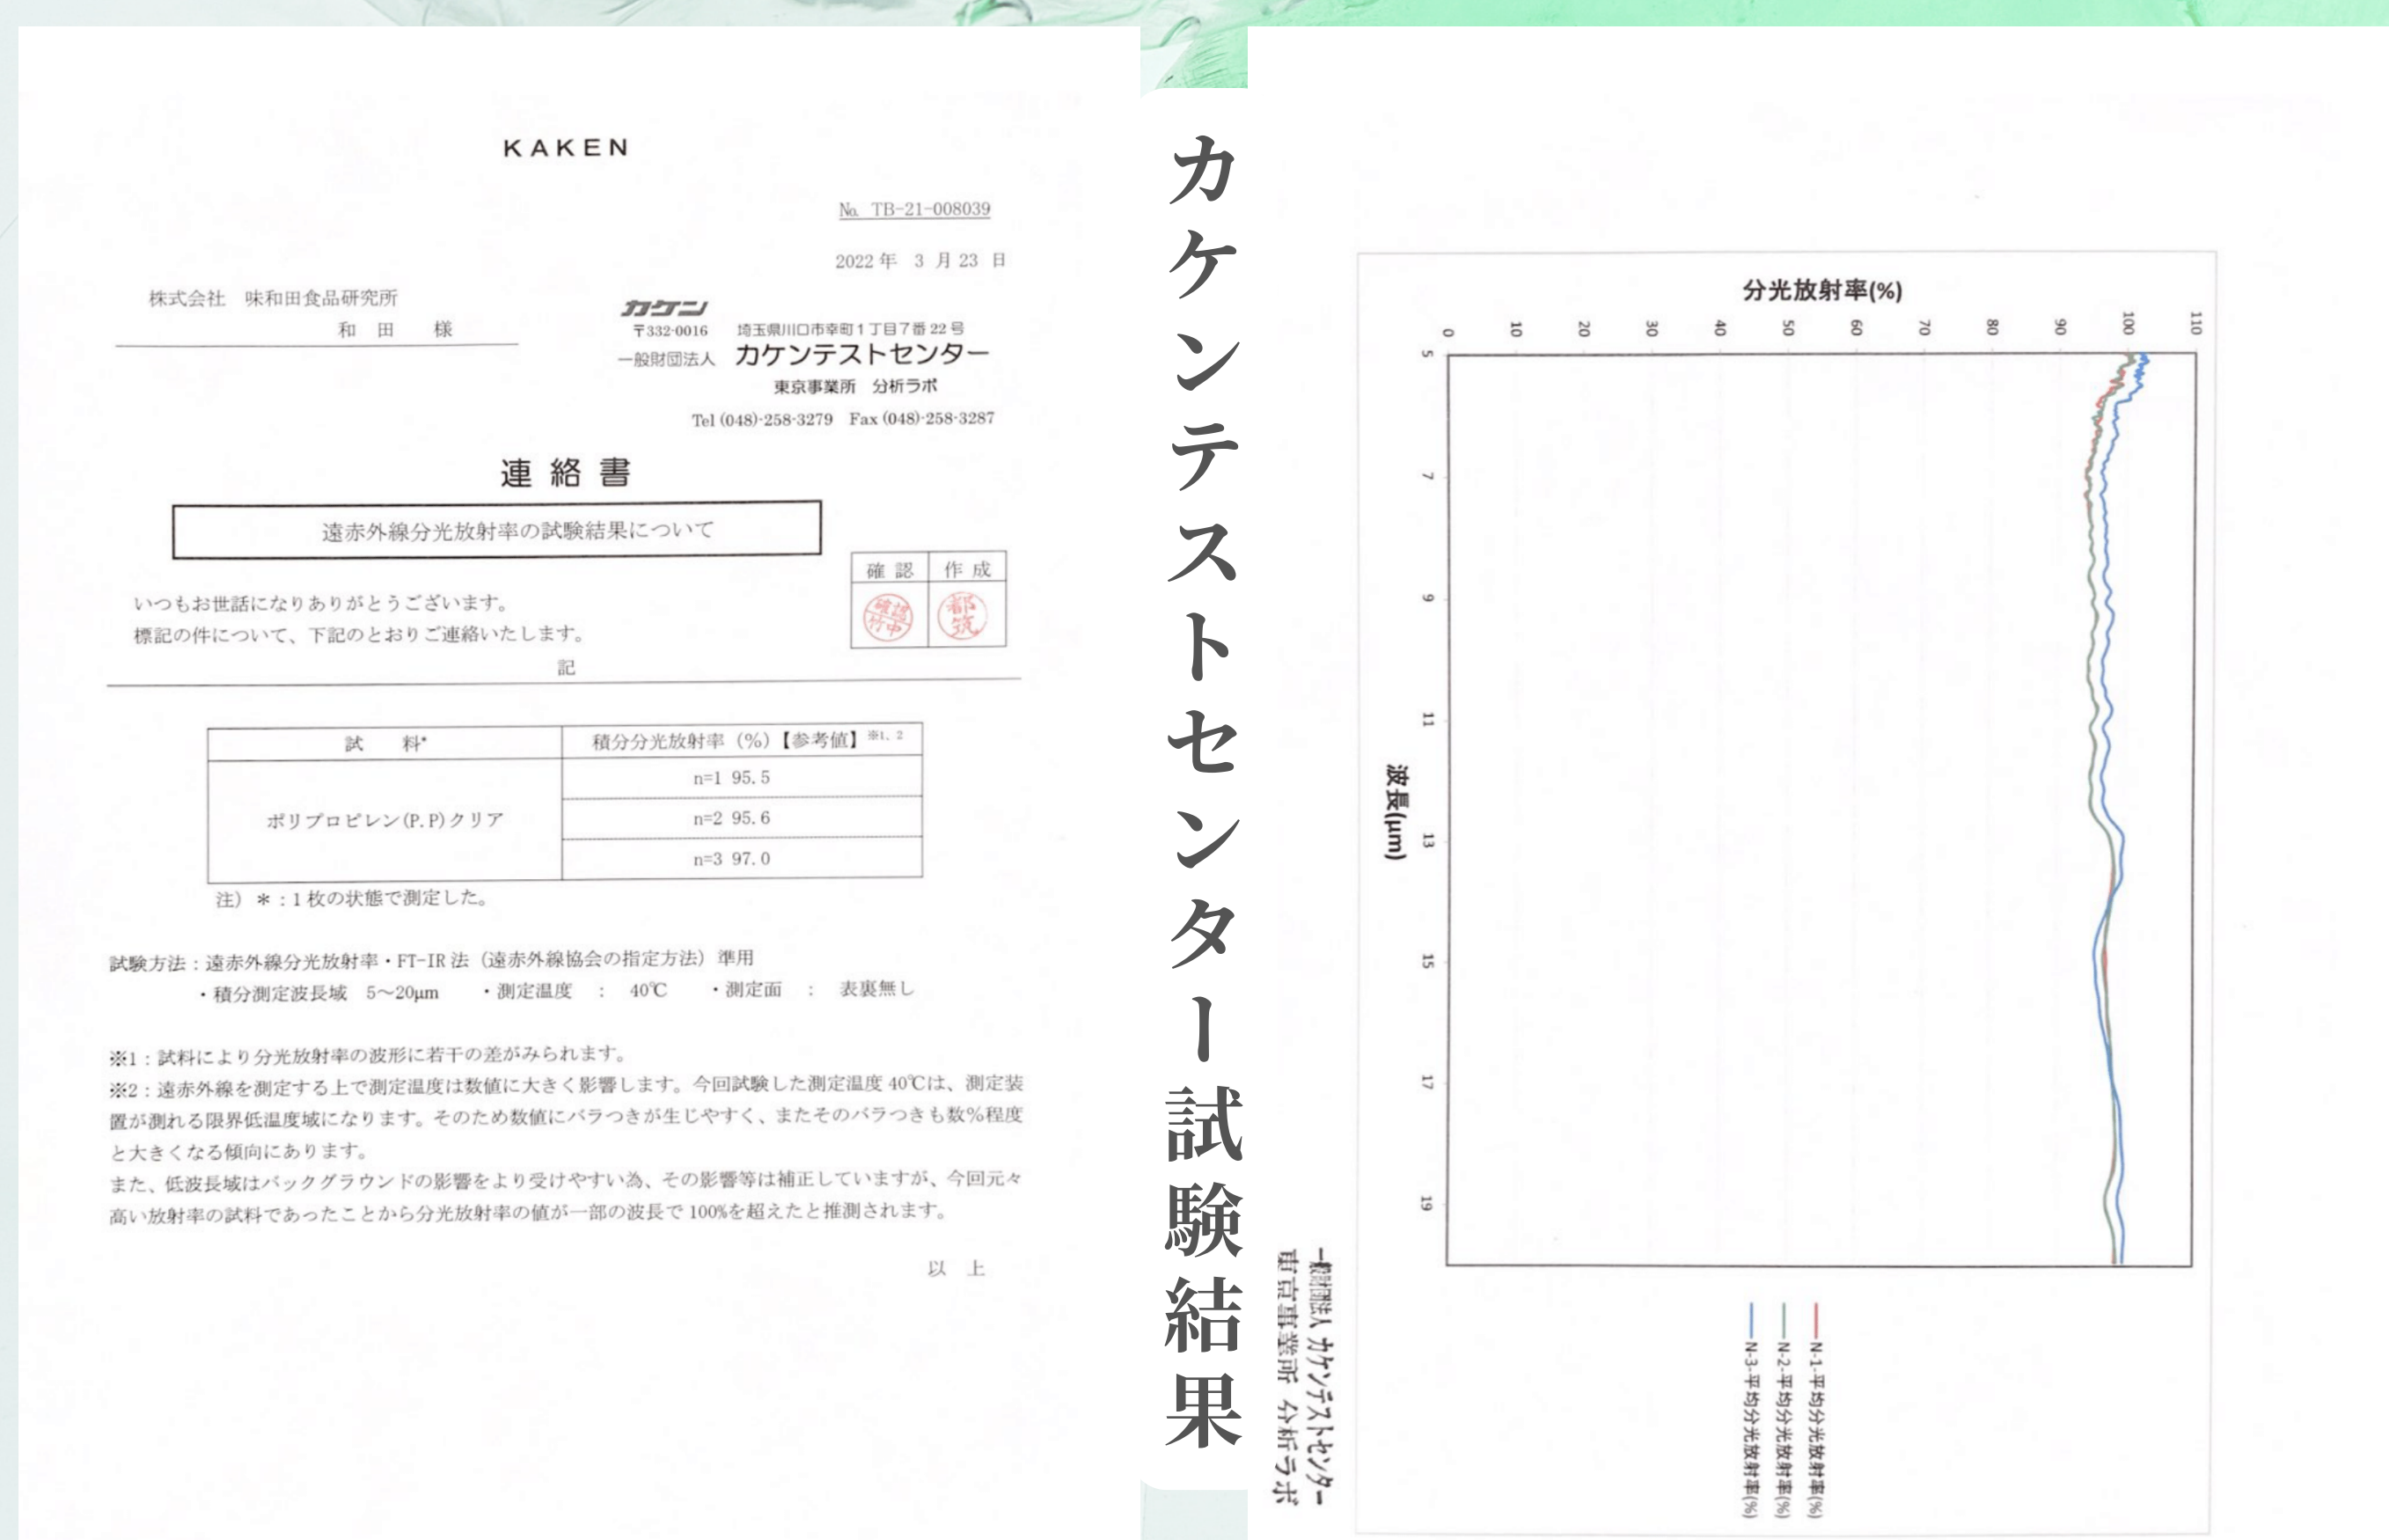 KAKEN
№ TB-21-008039
2022年 3月23日
株式会社 味和田食品研究所
和田 様
カケン
〒332-0016 埼玉県川口市幸町1丁目7番22号
一般財団法人 カケンテストセンター
東京事業所 分析ラボ
Tel (048)-258-3279 Fax (048)-258-3287
連絡書
遠赤外線分光放射率の試験結果について
確認 作成
確認 竹中
都筑
いつもお世話になりありがとうございます。
標記の件について、下記のとおりご連絡いたします。
記
試料* 積分分光放射率（%）【参考値】※1、2
ポリプロピレン(P.P)クリア
n=1 95.5
n=2 95.6
n=3 97.0
注）＊：1枚の状態で測定した。
試験方法：遠赤外線分光放射率・FT-IR法（遠赤外線協会の指定方法）準用
・積分測定波長域 5～20μm ・測定温度 ： 40℃ ・測定面 ： 表裏無し
※1：試料により分光放射率の波形に若干の差がみられます。
※2：遠赤外線を測定する上で測定温度は数値に大きく影響します。今回試験した測定温度40℃は、測定装
置が測れる限界低温度域になります。そのため数値にバラつきが生じやすく、またそのバラつきも数%程度
と大きくなる傾向にあります。
また、低波長域はバックグラウンドの影響をより受けやすい為、その影響等は補正していますが、今回元々
高い放射率の試料であったことから分光放射率の値が一部の波長で100%を超えたと推測されます。
以上
カケンテストセンター試験結果
分光放射率(%)
0 10 20 30 40 50 60 70 80 90 100 110
5 7 9 11 13 15 17 19
波長(μm)
N-1-平均分光放射率(%)
N-2-平均分光放射率(%)
N-3-平均分光放射率(%)
一般財団法人 カケンテストセンター
東京事業所 分析ラボ